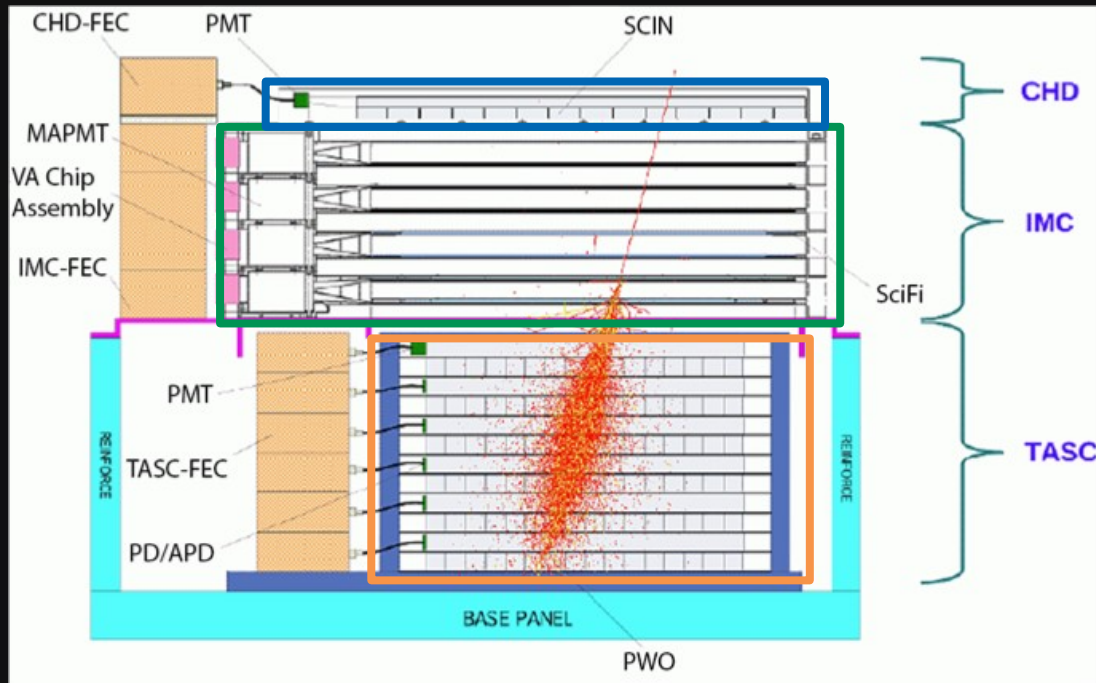 CHD-FEC
PMT
SCIN
CHD
MAPMT
VA Chip
Assembly
IMC
IMC-FEC
SciFi
PMT
REINFORCE
REINFORCE
TASC
TASC-FEC
PD/APD
BASE PANEL
PWO